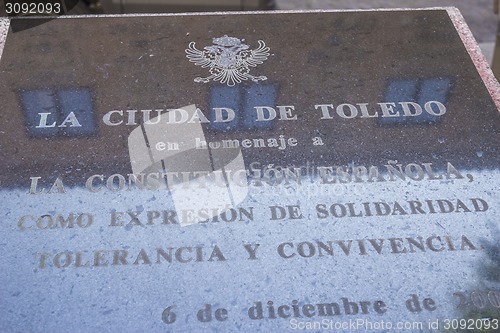 LA CIUDAD DE TOLEDO
en homenaje a
LA CONSTITUCIÓN ESPAÑOLA,
COMO EXPRESIÓN DE SOLIDARIDAD
TOLERANCIA Y CONVIVENCIA
6 de diciembre de